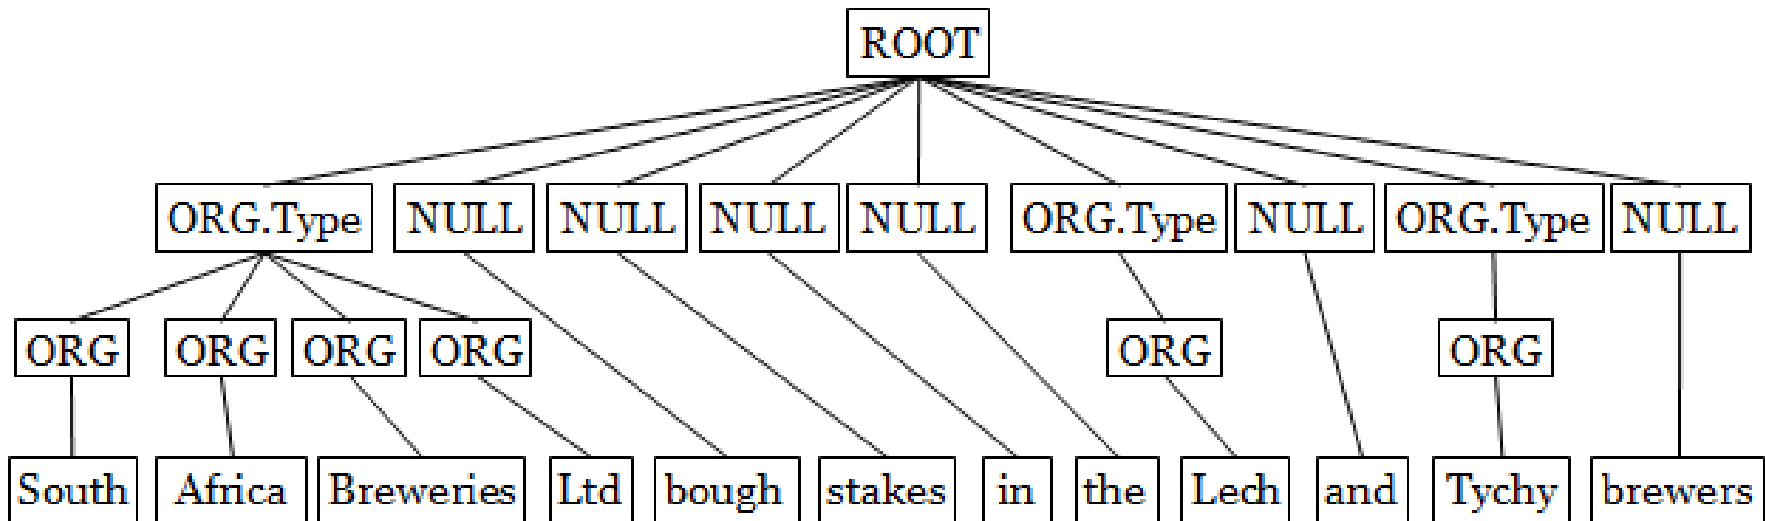 ROOT
ORG.Type NULL NULL NULL NULL ORG.Type NULL ORG.Type NULL
ORG ORG ORG ORG ORG ORG
South Africa Breweries Ltd bough stakes in the Lech and Tychy brewers